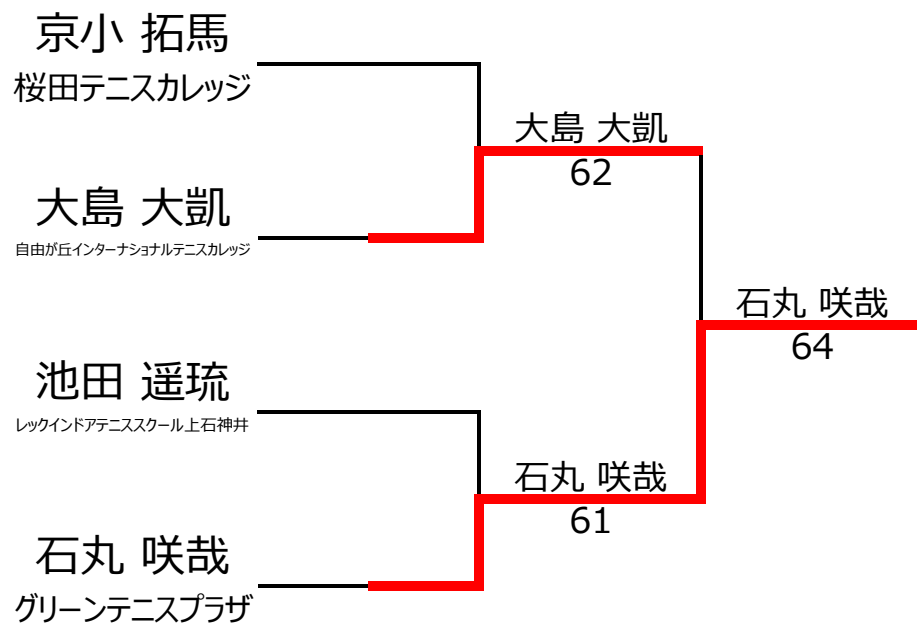 京小 拓馬
桜田テニスカレッジ
大島 大凱
62
大島 大凱
自由が丘インターナショナルテニスカレッジ
石丸 咲哉
64
池田 遥琉
レックインドアテニススクール上石神井
石丸 咲哉
61
石丸 咲哉
グリーンテニスプラザ